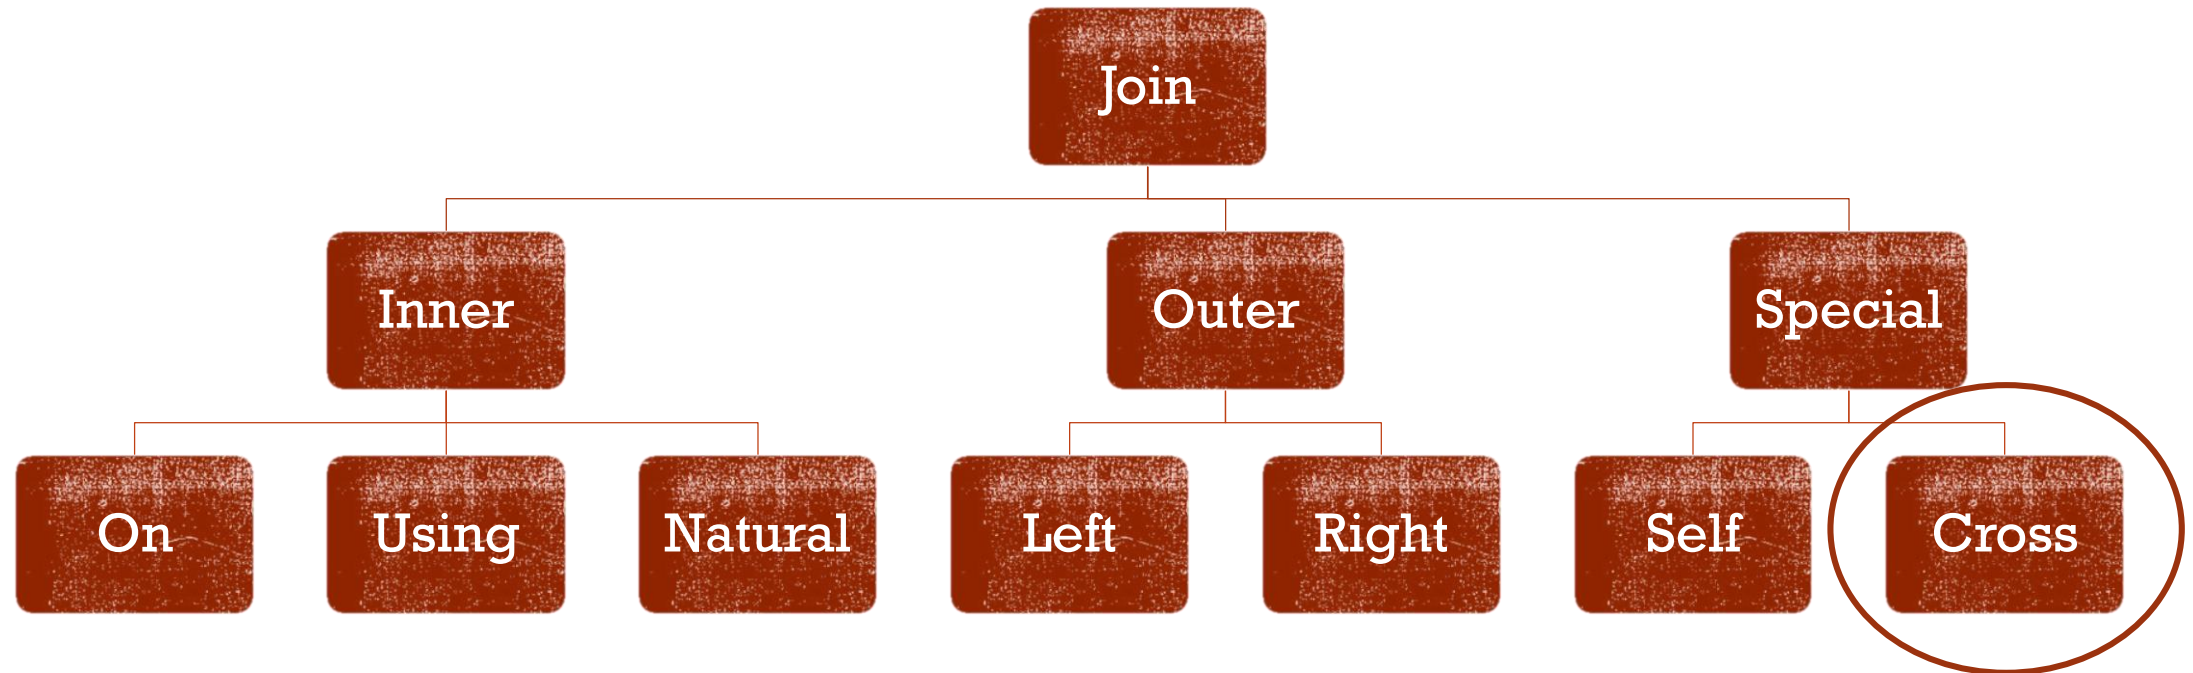 Join
Inner
Outer
Special
On
Using
Natural
Left
Right
Self
Cross